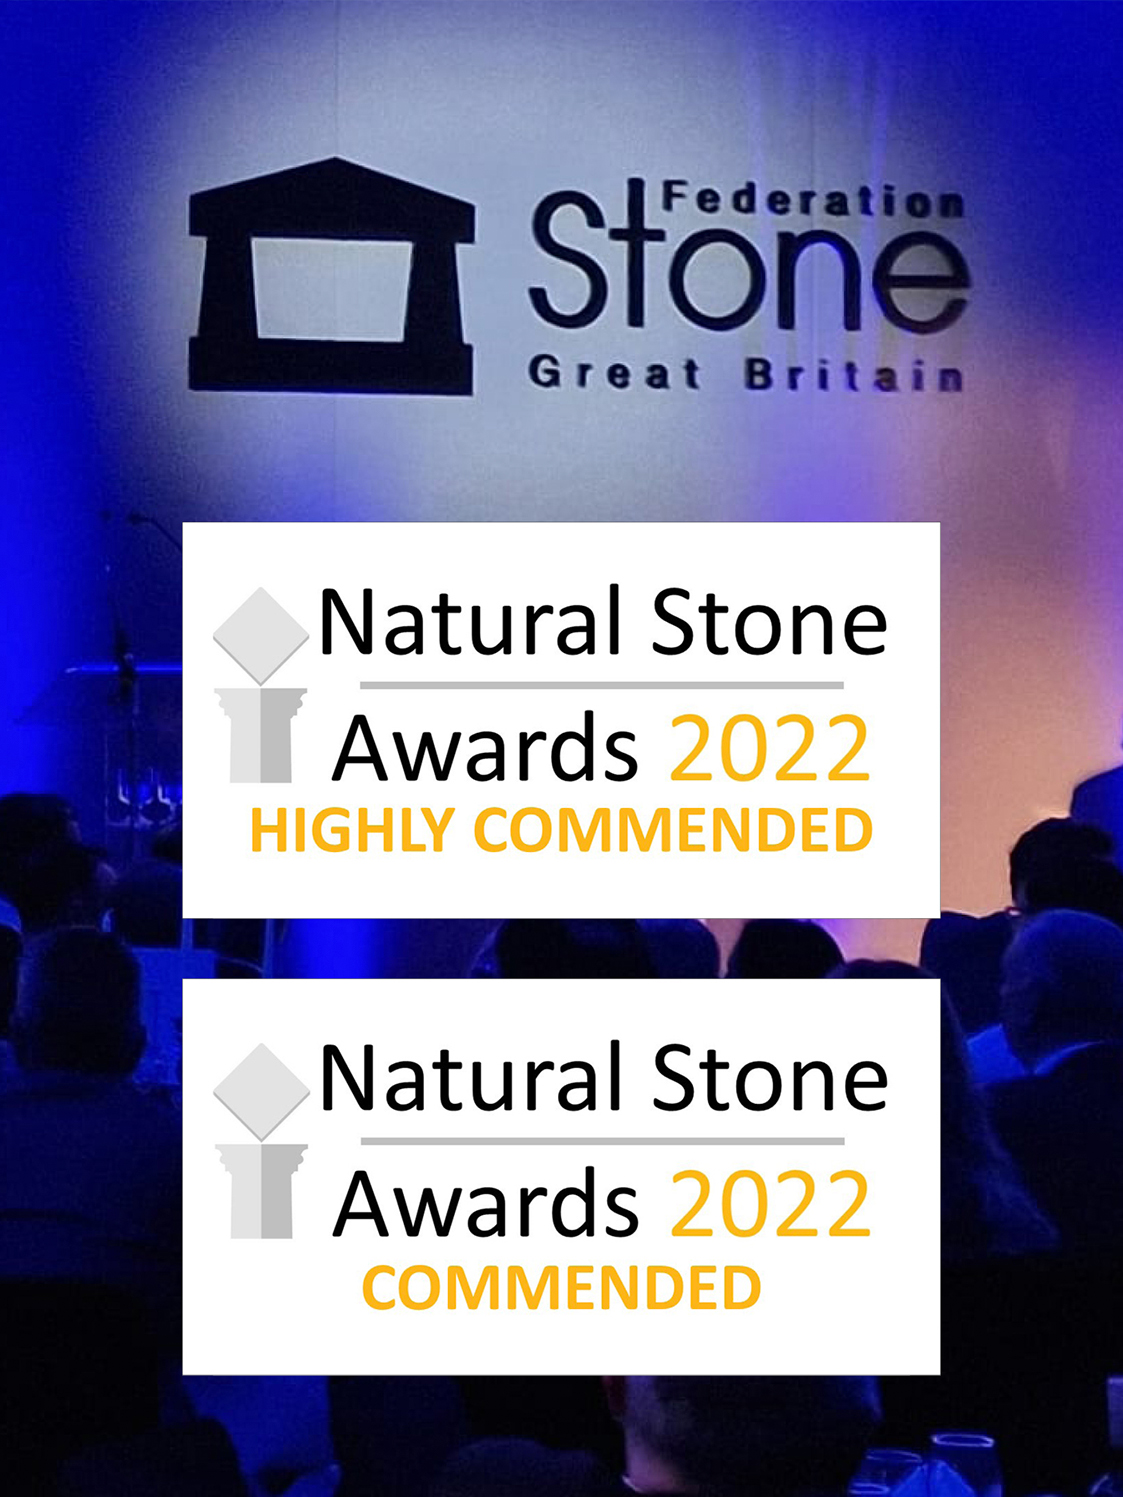 Federation
Stone
Great Britain
Natural Stone
Awards 2022
HIGHLY COMMENDED
Natural Stone
Awards 2022
COMMENDED